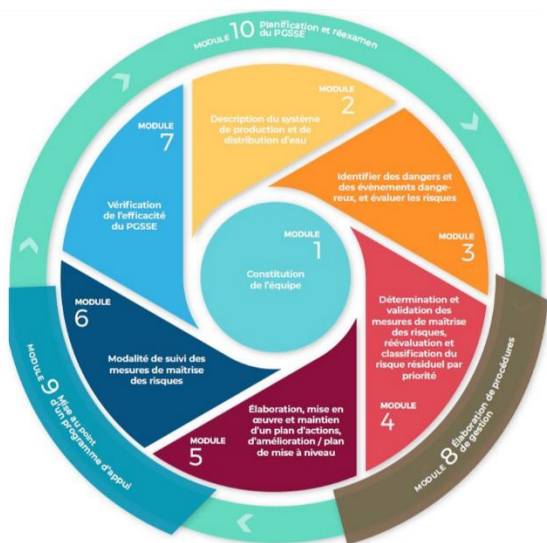 MODULE 10 Planification et réexamen
du PGSSE
MODULE
2
Description du système
de production et de
distribution d'eau
Identifier des dangers et
des évènements dange-
reux, et évaluer les risques
MODULE
3
MODULE
1
Constitution
de l'équipe
Détermination et
validation des
mesures de maîtrise
des risques,
réévaluation et
classification du
risque résiduel par
priorité
MODULE
4
Élaboration, mise en
œuvre et maintien
d'un plan d'actions,
d'amélioration / plan
de mise à niveau
MODULE
5
MODULE
6
Modalité de suivi des
mesures de maîtrise
des risques
MODULE
7
Vérification
de l'efficacité
du PGSSE
MODULE 8 Élaboration de procédures
de gestion
MODULE 9 Mise au point
d'un programme d'appui